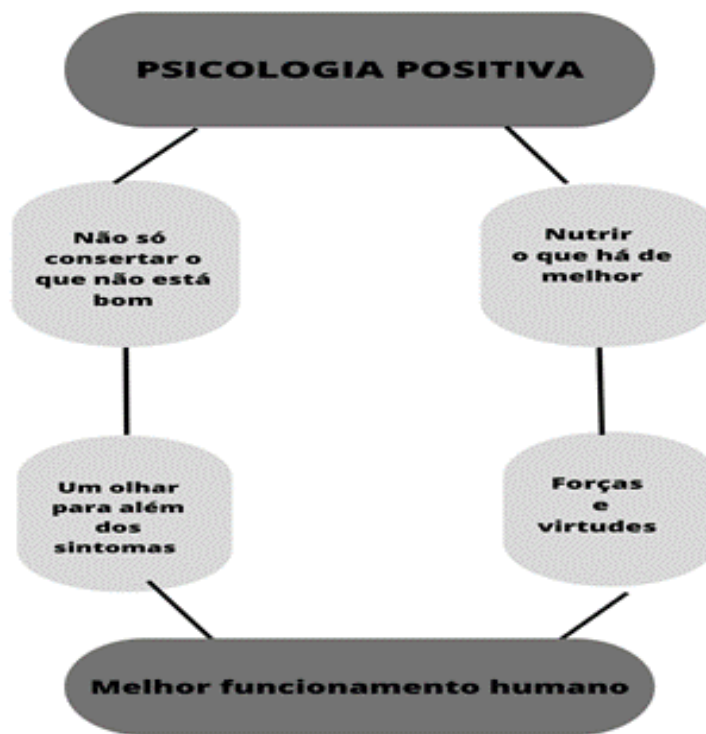 PSICOLOGIA POSITIVA
Não só
consertar o
que não está
bom
Nutrir
o que há de
melhor
Um olhar
para além
dos
sintomas
Forças
e
virtudes
Melhor funcionamento humano